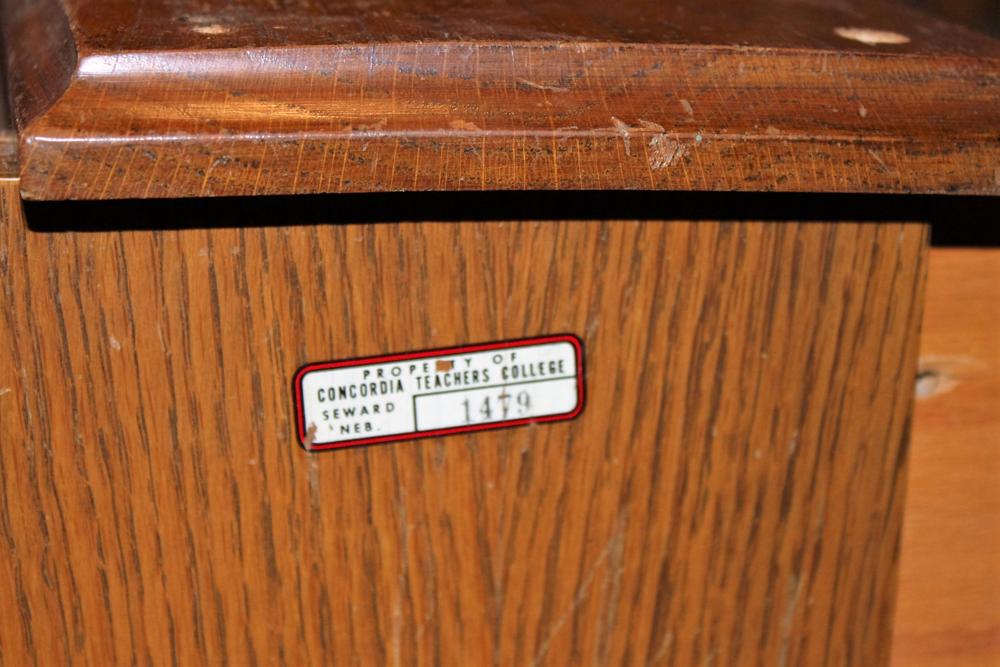 PROPERTY OF
CONCORDIA TEACHERS COLLEGE
SEWARD
NEB.
1479